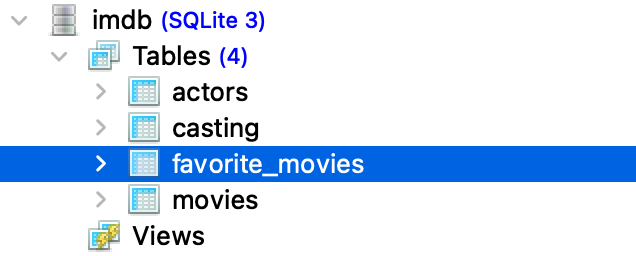 imdb (SQLite 3)
Tables (4)
actors
casting
favorite_movies
movies
Views